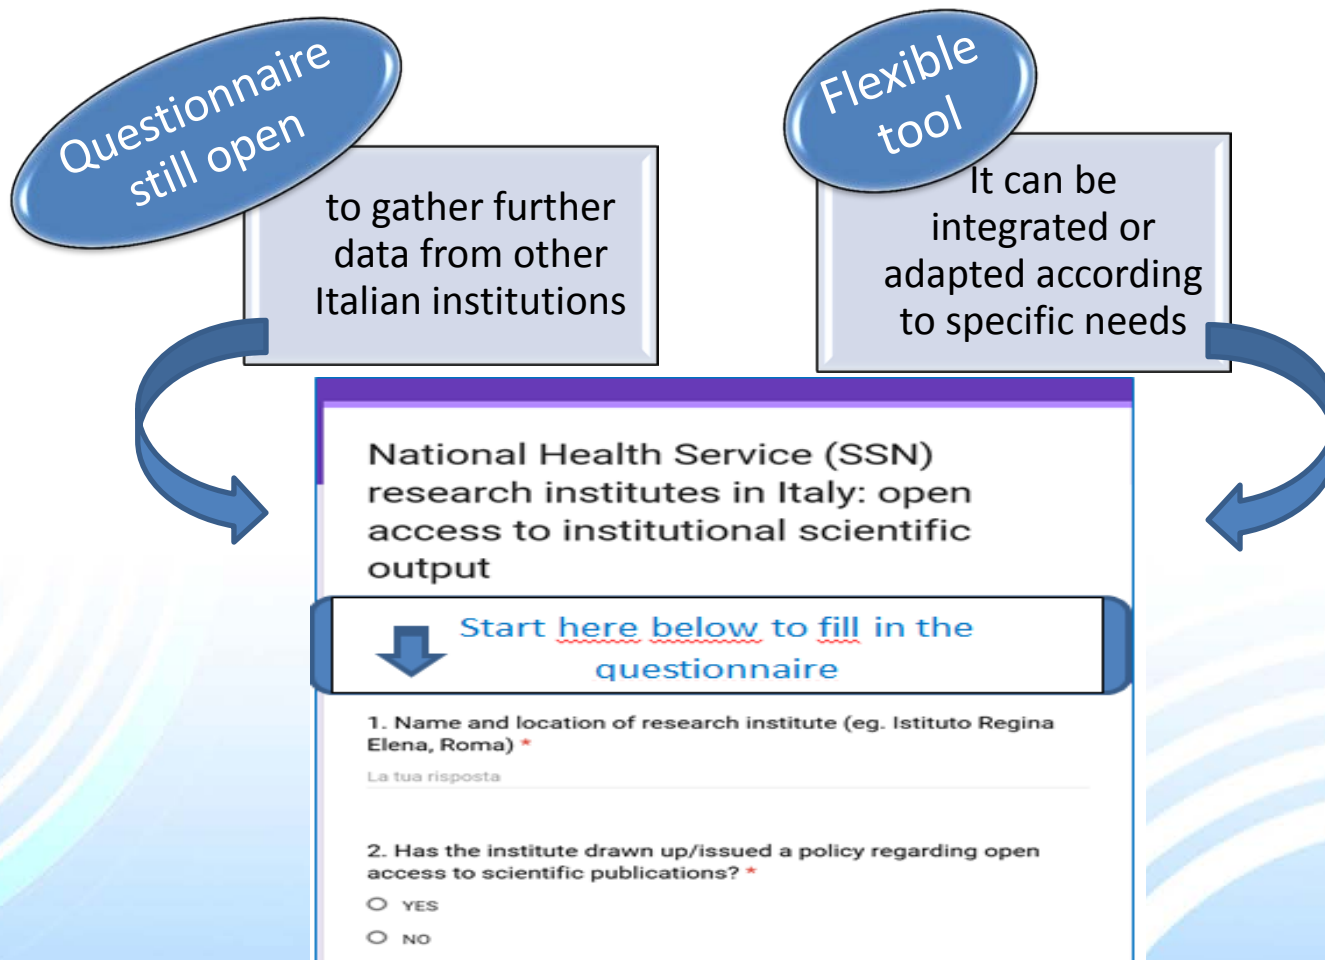 Questionnaire
still open
to gather further
data from other
Italian institutions
Flexible
tool
It can be
integrated or
adapted according
to specific needs
National Health Service (SSN)
research institutes in Italy: open
access to institutional scientific
output
Start here below to fill in the
questionnaire
1. Name and location of research institute (eg. Istituto Regina
Elena, Roma) *
La tua risposta
2. Has the institute drawn up/issued a policy regarding open
access to scientific publications? *
YES
NO